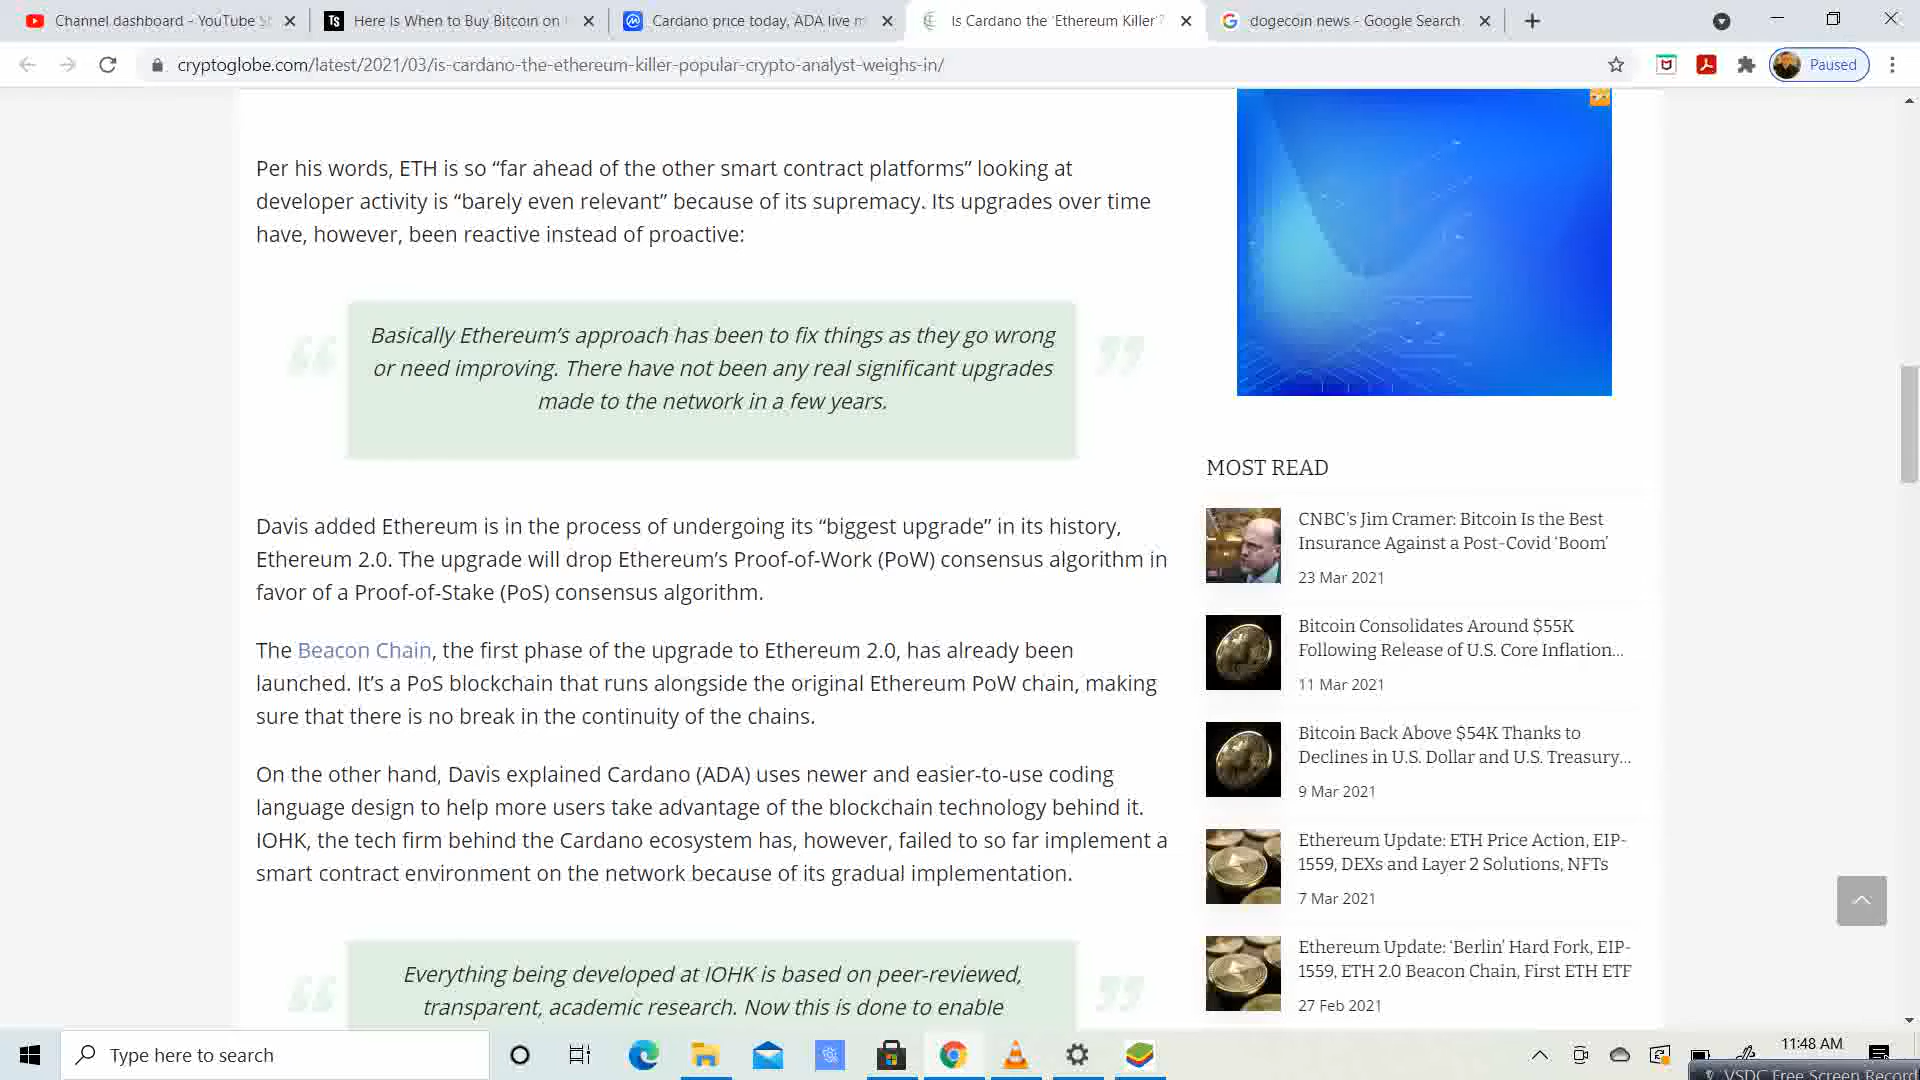 Channel dashboard - YouTube St
Here Is When to Buy Bitcoin on
Cardano price today, ADA live m
Is Cardano the 'Ethereum Killer'?
dogecoin news - Google Search
cryptoglobe.com/latest/2021/03/is-cardano-the-ethereum-killer-popular-crypto-analyst-weighs-in/
Paused
Per his words, ETH is so “far ahead of the other smart contract platforms” looking at
developer activity is “barely even relevant” because of its supremacy. Its upgrades over time
have, however, been reactive instead of proactive:
Basically Ethereum’s approach has been to fix things as they go wrong
or need improving. There have not been any real significant upgrades
made to the network in a few years.
Davis added Ethereum is in the process of undergoing its “biggest upgrade” in its history,
Ethereum 2.0. The upgrade will drop Ethereum’s Proof-of-Work (PoW) consensus algorithm in
favor of a Proof-of-Stake (PoS) consensus algorithm.
The Beacon Chain, the first phase of the upgrade to Ethereum 2.0, has already been
launched. It’s a PoS blockchain that runs alongside the original Ethereum PoW chain, making
sure that there is no break in the continuity of the chains.
On the other hand, Davis explained Cardano (ADA) uses newer and easier-to-use coding
language design to help more users take advantage of the blockchain technology behind it.
IOHK, the tech firm behind the Cardano ecosystem has, however, failed to so far implement a
smart contract environment on the network because of its gradual implementation.
Everything being developed at IOHK is based on peer-reviewed,
transparent, academic research. Now this is done to enable
MOST READ
CNBC’s Jim Cramer: Bitcoin Is the Best
Insurance Against a Post-Covid ‘Boom’
23 Mar 2021
Bitcoin Consolidates Around $55K
Following Release of U.S. Core Inflation...
11 Mar 2021
Bitcoin Back Above $54K Thanks to
Declines in U.S. Dollar and U.S. Treasury...
9 Mar 2021
Ethereum Update: ETH Price Action, EIP-
1559, DEXs and Layer 2 Solutions, NFTs
7 Mar 2021
Ethereum Update: ‘Berlin’ Hard Fork, EIP-
1559, ETH 2.0 Beacon Chain, First ETH ETF
27 Feb 2021
Type here to search
11:48 AM
VSDC Free Screen Record